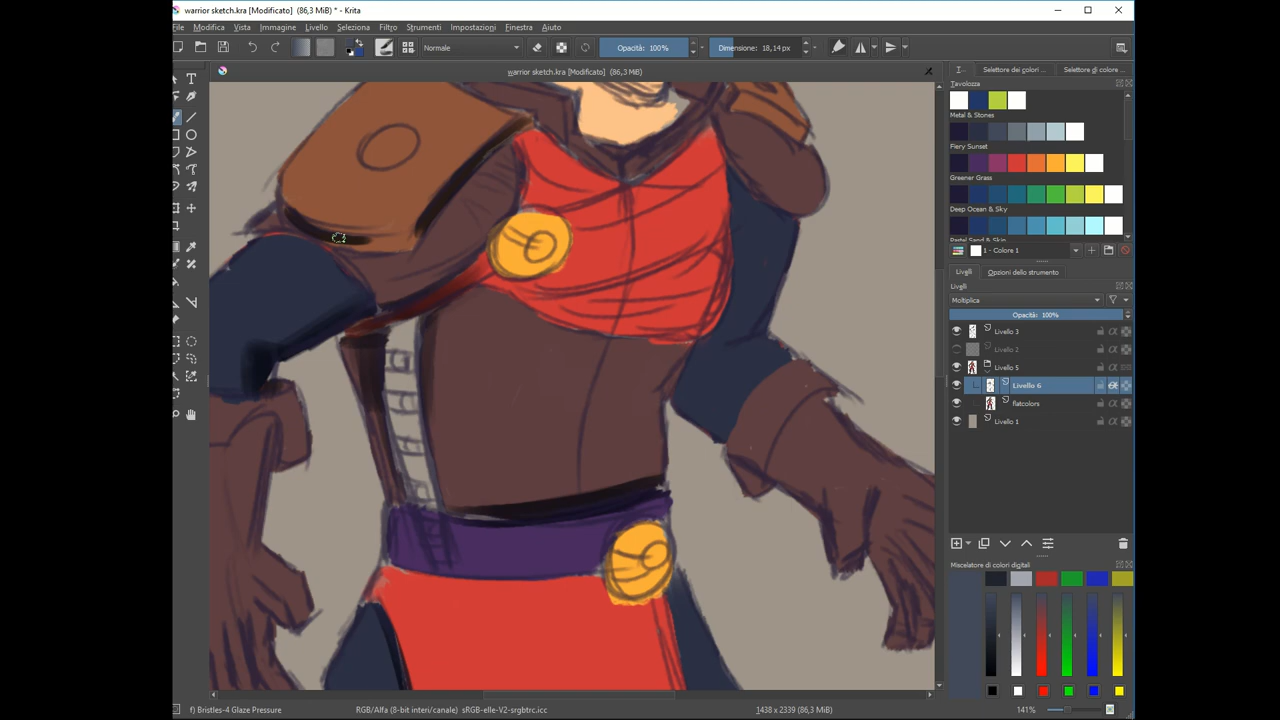 warrior sketch.kra [Modificato] (86,3 MiB) * - Krita
File Modifica Vista Immagine Livello Seleziona Filtro Strumenti Impostazioni Finestra Aiuto
Normale Opacità: 100% Dimensione: 18,14 px
warrior sketch.kra [Modificato] (86,3 MiB)
I... Selettore dei colori ... Selettore di colore ...
Tavolozza
Metal & Stones
Fiery Sunset
Greener Grass
Deep Ocean & Sky
Pastel Sand & Skin
1 - Colore 1
Livelli Opzioni dello strumento
Livelli
Moltiplica
Opacità: 100%
Livello 3
Livello 2
Livello 5
Livello 6
flatcolors
Livello 1
Miscelatore di colori digitali
f) Bristles-4 Glaze Pressure RGB/Alfa (8-bit interi/canale) sRGB-elle-V2-srgbtrc.icc 1438 x 2339 (86,3 MiB) 141%